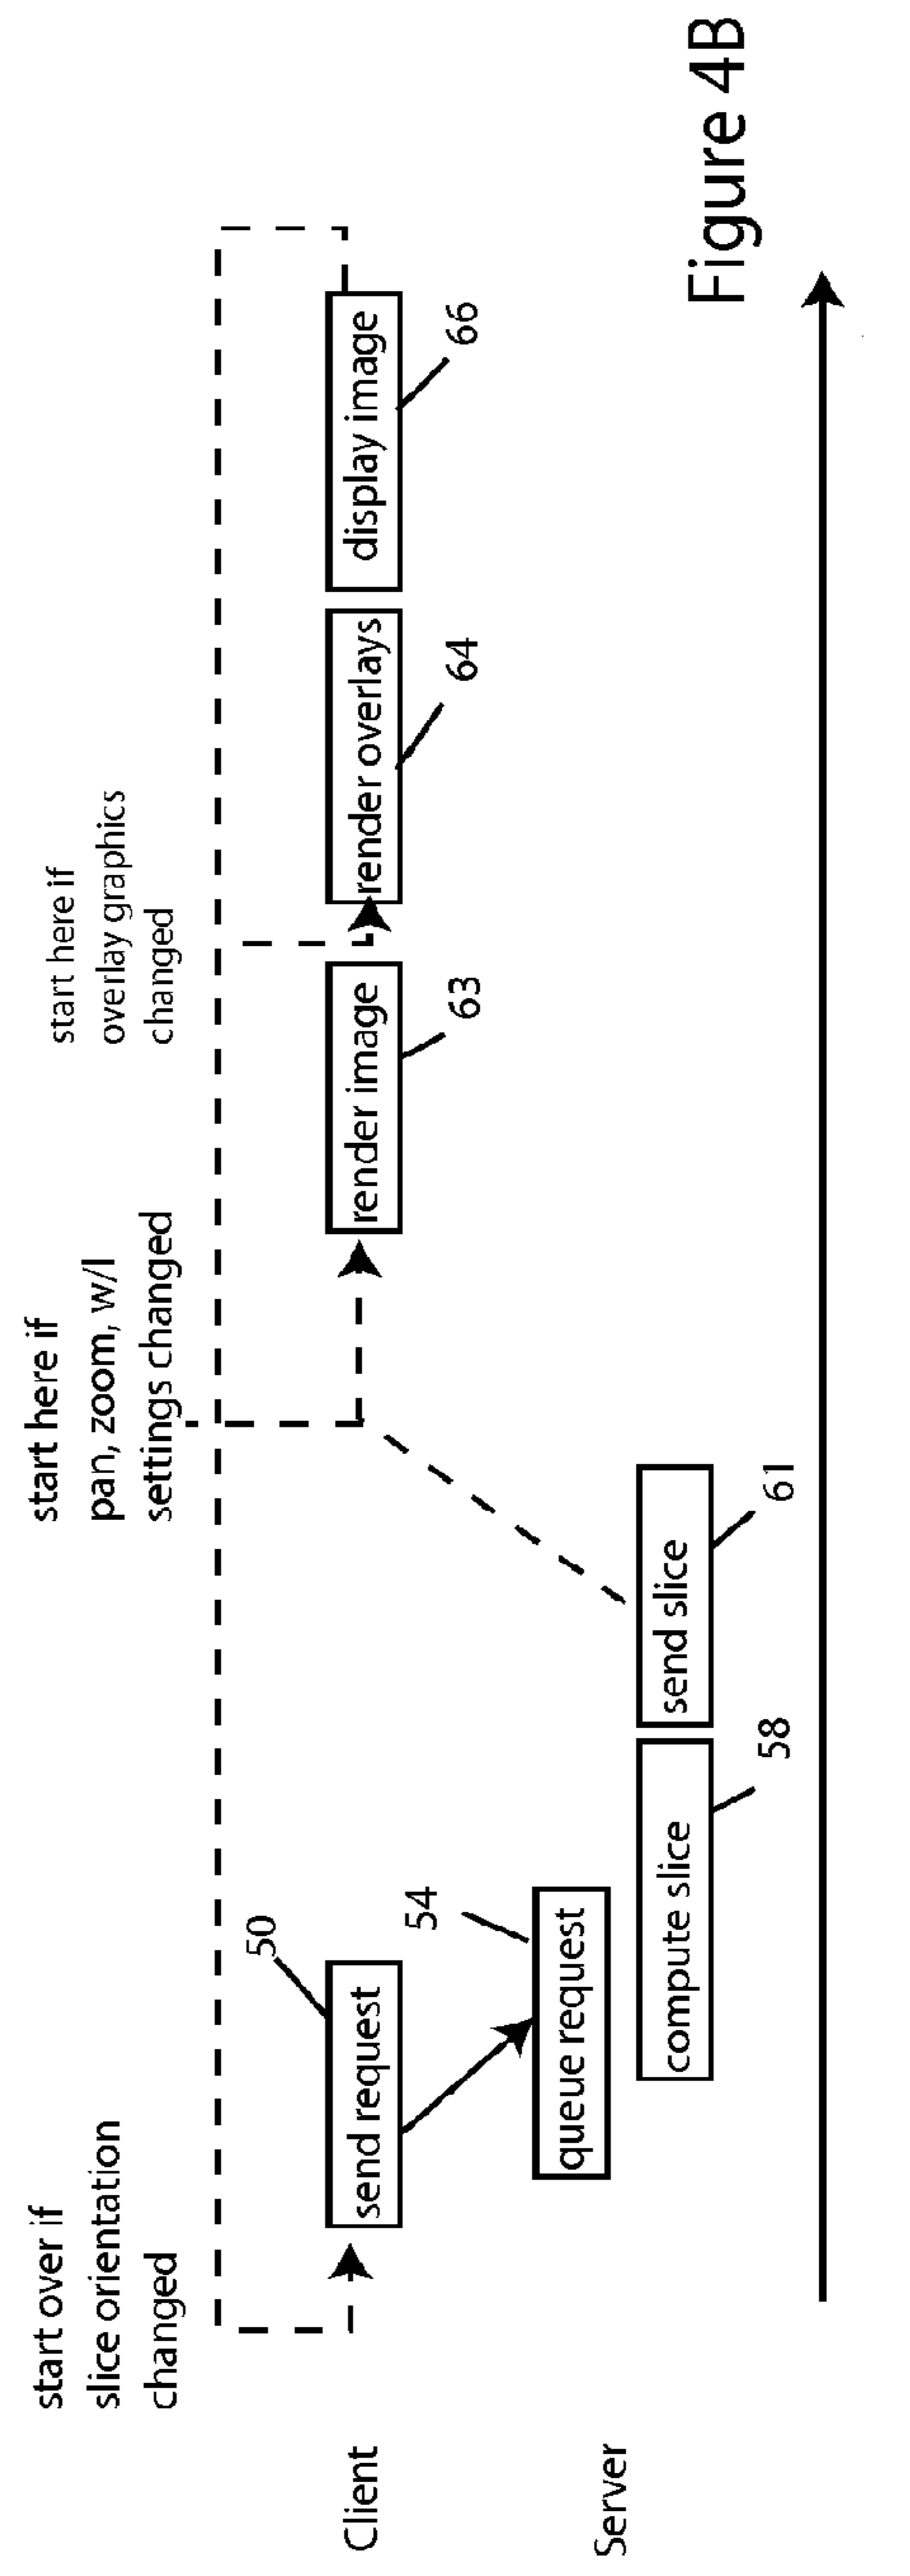 start over if
slice orientation
changed
start here if
pan, zoom, w/l
settings changed
start here if
overlay graphics
changed
Client
send request
50
render image
63
render overlays
64
display image
66
Server
queue request
54
compute slice
58
send slice
61
Figure 4B